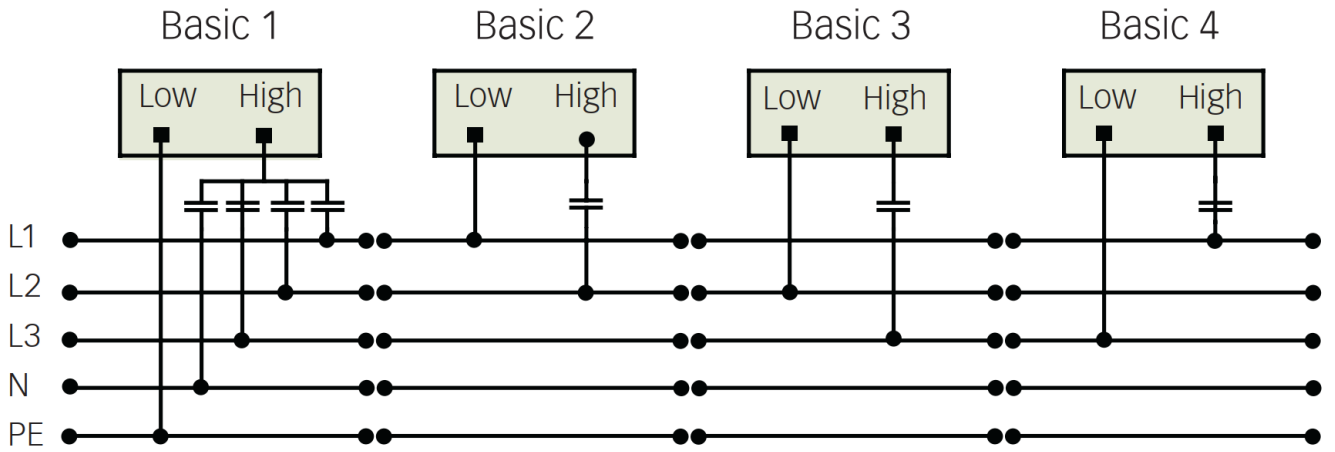 Basic 1 Basic 2 Basic 3 Basic 4
Low High Low High Low High Low High
L1
L2
L3
N
PE